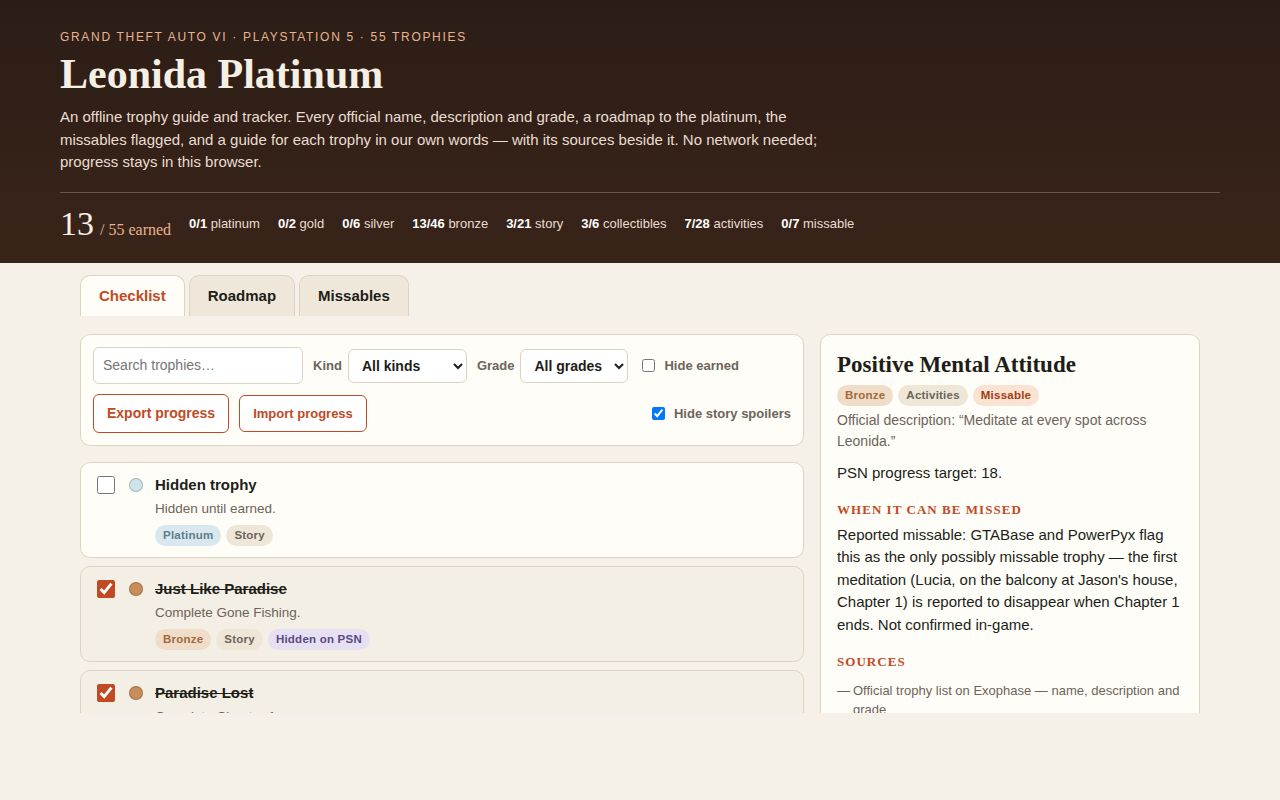 GRAND THEFT AUTO VI · PLAYSTATION 5 · 55 TROPHIES
Leonida Platinum
An offline trophy guide and tracker. Every official name, description and grade, a roadmap to the platinum, the
missables flagged, and a guide for each trophy in our own words — with its sources beside it. No network needed;
progress stays in this browser.
13 / 55 earned 0/1 platinum 0/2 gold 0/6 silver 13/46 bronze 3/21 story 3/6 collectibles 7/28 activities 0/7 missable
Checklist Roadmap Missables
Search trophies… Kind All kinds Grade All grades Hide earned
Export progress Import progress Hide story spoilers
Hidden trophy
Hidden until earned.
Platinum Story
Just Like Paradise
Complete Gone Fishing.
Bronze Story Hidden on PSN
Paradise Lost
Positive Mental Attitude
Bronze Activities Missable
Official description: “Meditate at every spot across
Leonida.”
PSN progress target: 18.
WHEN IT CAN BE MISSED
Reported missable: GTABase and PowerPyx flag
this as the only possibly missable trophy — the first
meditation (Lucia, on the balcony at Jason's house,
Chapter 1) is reported to disappear when Chapter 1
ends. Not confirmed in-game.
SOURCES
— Official trophy list on Exophase — name, description and
grade